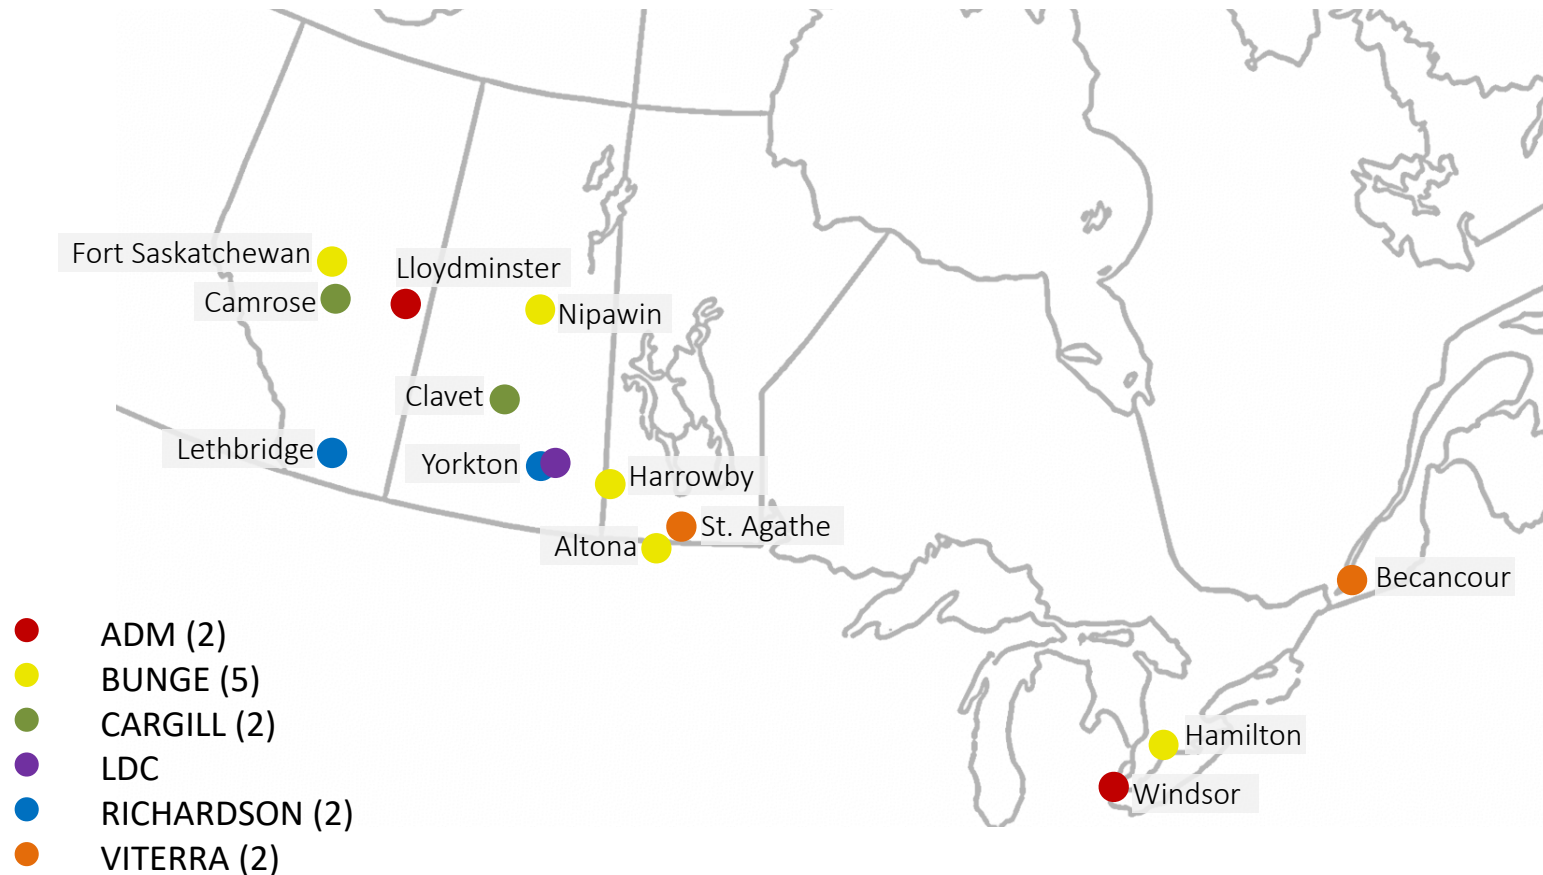 Fort Saskatchewan
Lloydminster
Camrose
Nipawin
Clavet
Lethbridge
Yorkton
Harrowby
St. Agathe
Altona
Becancour
Hamilton
Windsor
ADM (2)
BUNGE (5)
CARGILL (2)
LDC
RICHARDSON (2)
VITERRA (2)